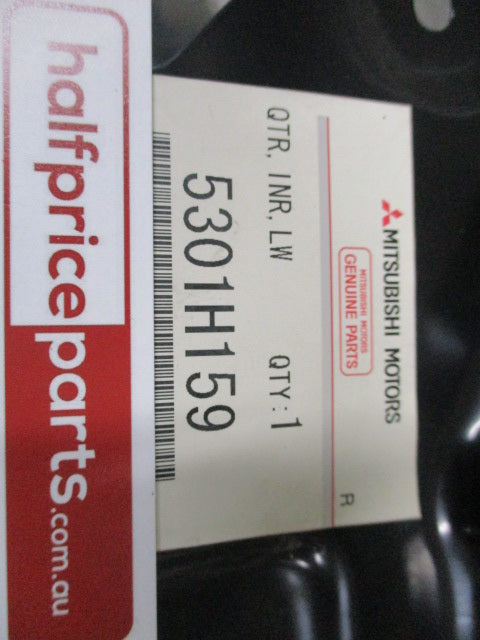 MITSUBISHI MOTORS
MITSUBISHI MOTORS
GENUINE PARTS
R
QTR, INR, LW QTY:1
5301H159
halfpriceparts.com.au